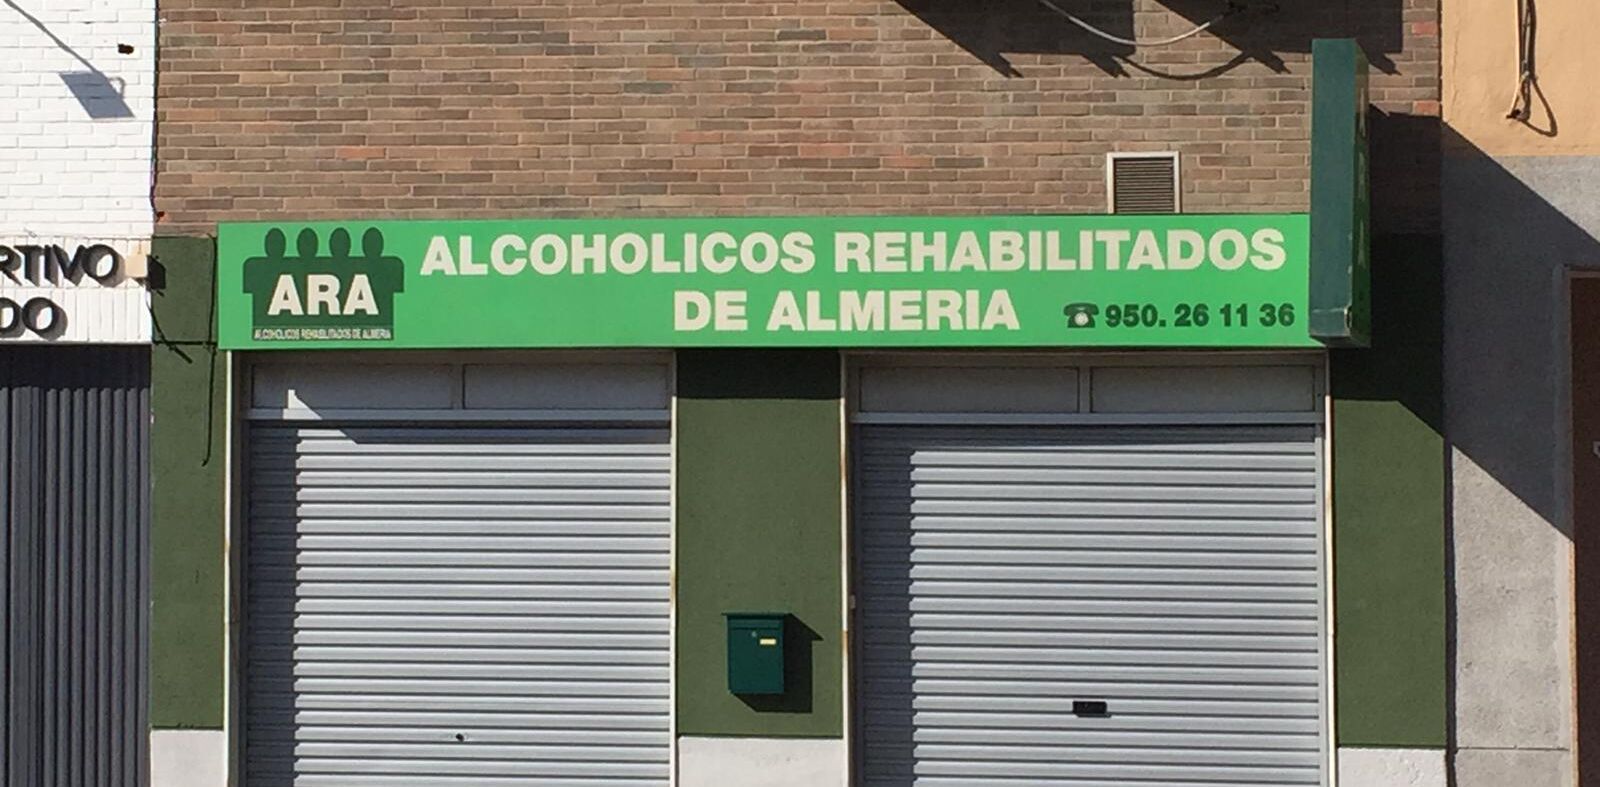 RTIVO
DO
ARA
ALCOHOLICOS REHABILITADOS DE ALMERIA
ALCOHOLICOS REHABILITADOS
DE ALMERIA
☎ 950. 26 11 36